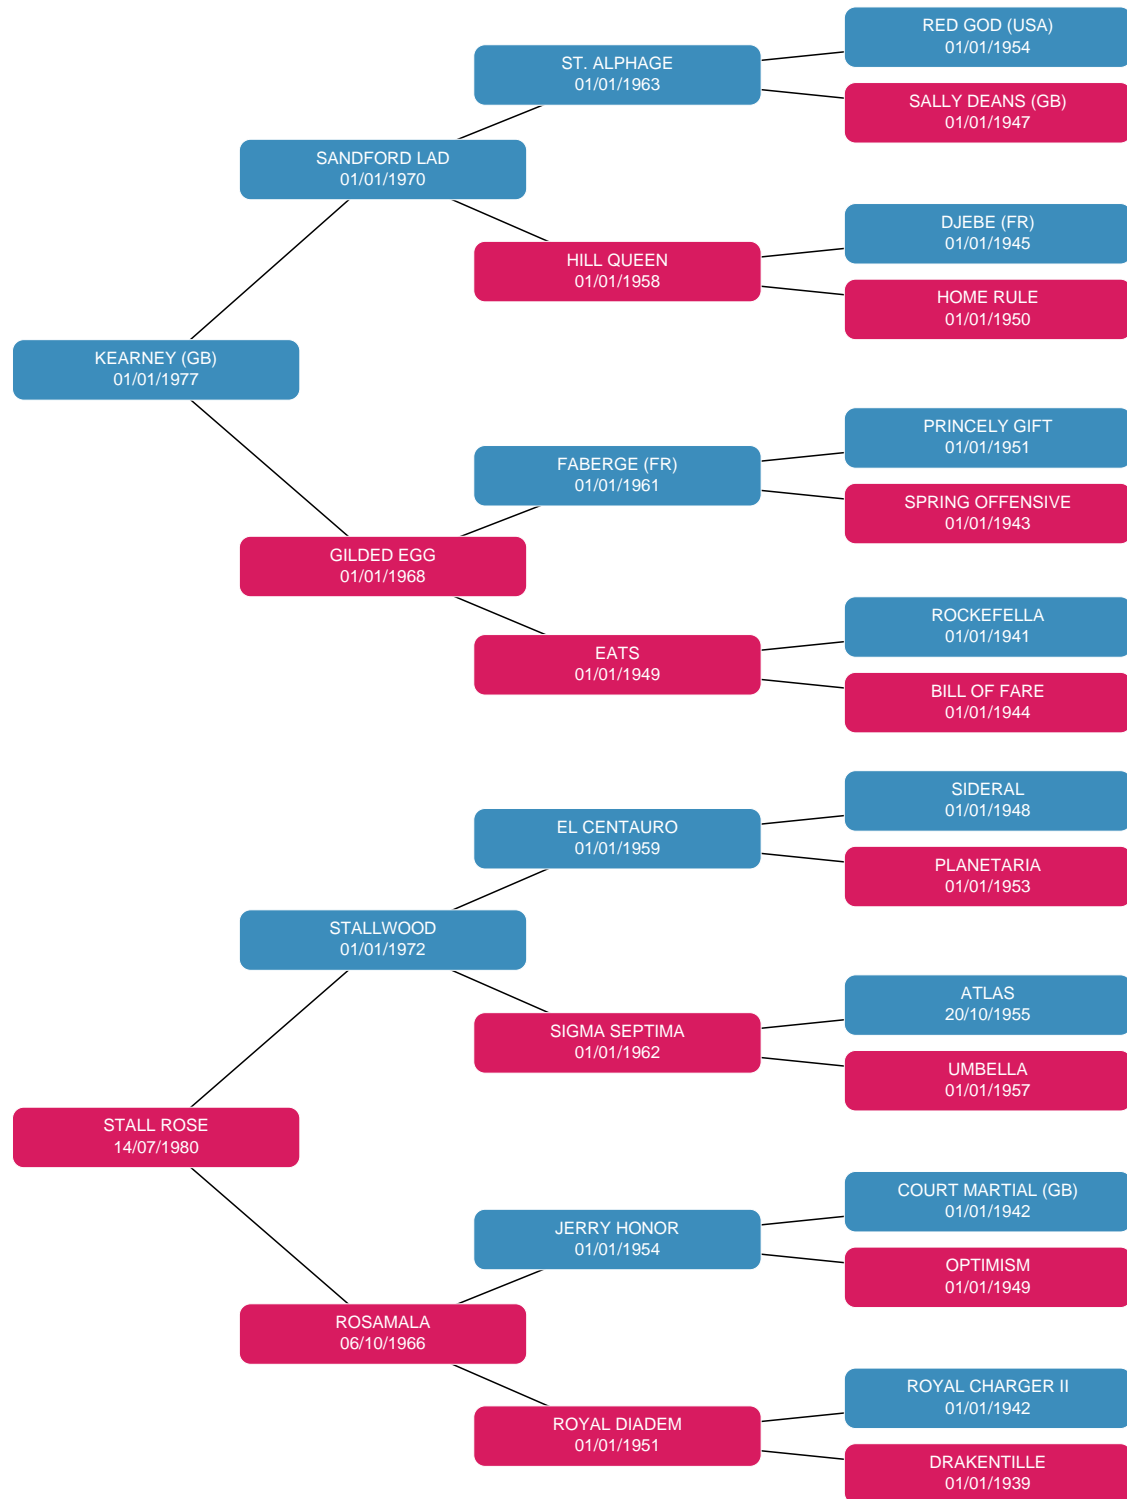 RED GOD (USA)
01/01/1954
ST. ALPHAGE
01/01/1963
SALLY DEANS (GB)
01/01/1947
SANDFORD LAD
01/01/1970
DJEBE (FR)
01/01/1945
HILL QUEEN
01/01/1958
HOME RULE
01/01/1950
KEARNEY (GB)
01/01/1977
PRINCELY GIFT
01/01/1951
FABERGE (FR)
01/01/1961
SPRING OFFENSIVE
01/01/1943
GILDED EGG
01/01/1968
ROCKEFELLA
01/01/1941
EATS
01/01/1949
BILL OF FARE
01/01/1944
SIDERAL
01/01/1948
EL CENTAURO
01/01/1959
PLANETARIA
01/01/1953
STALLWOOD
01/01/1972
ATLAS
20/10/1955
SIGMA SEPTIMA
01/01/1962
UMBELLA
01/01/1957
STALL ROSE
14/07/1980
COURT MARTIAL (GB)
01/01/1942
JERRY HONOR
01/01/1954
OPTIMISM
01/01/1949
ROSAMALA
06/10/1966
ROYAL CHARGER II
01/01/1942
ROYAL DIADEM
01/01/1951
DRAKENTILLE
01/01/1939